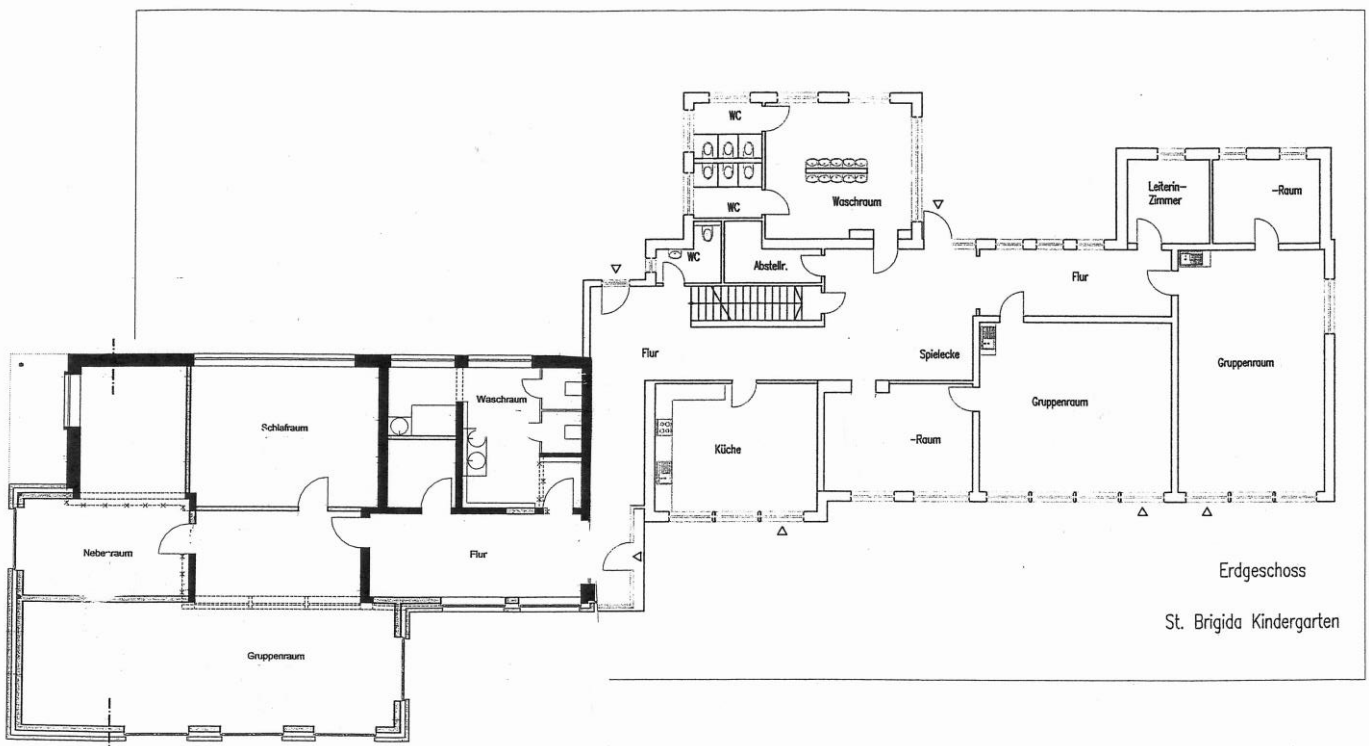 WC
WC
Waschraum
Leiterin-
Zimmer
-Raum
WC
Abstellr.
Flur
Flur
Spielecke
Gruppenraum
Gruppenraum
Küche
-Raum
Schlafraum
Waschraum
Nebenraum
Flur
Gruppenraum
Erdgeschoss
St. Brigida Kindergarten